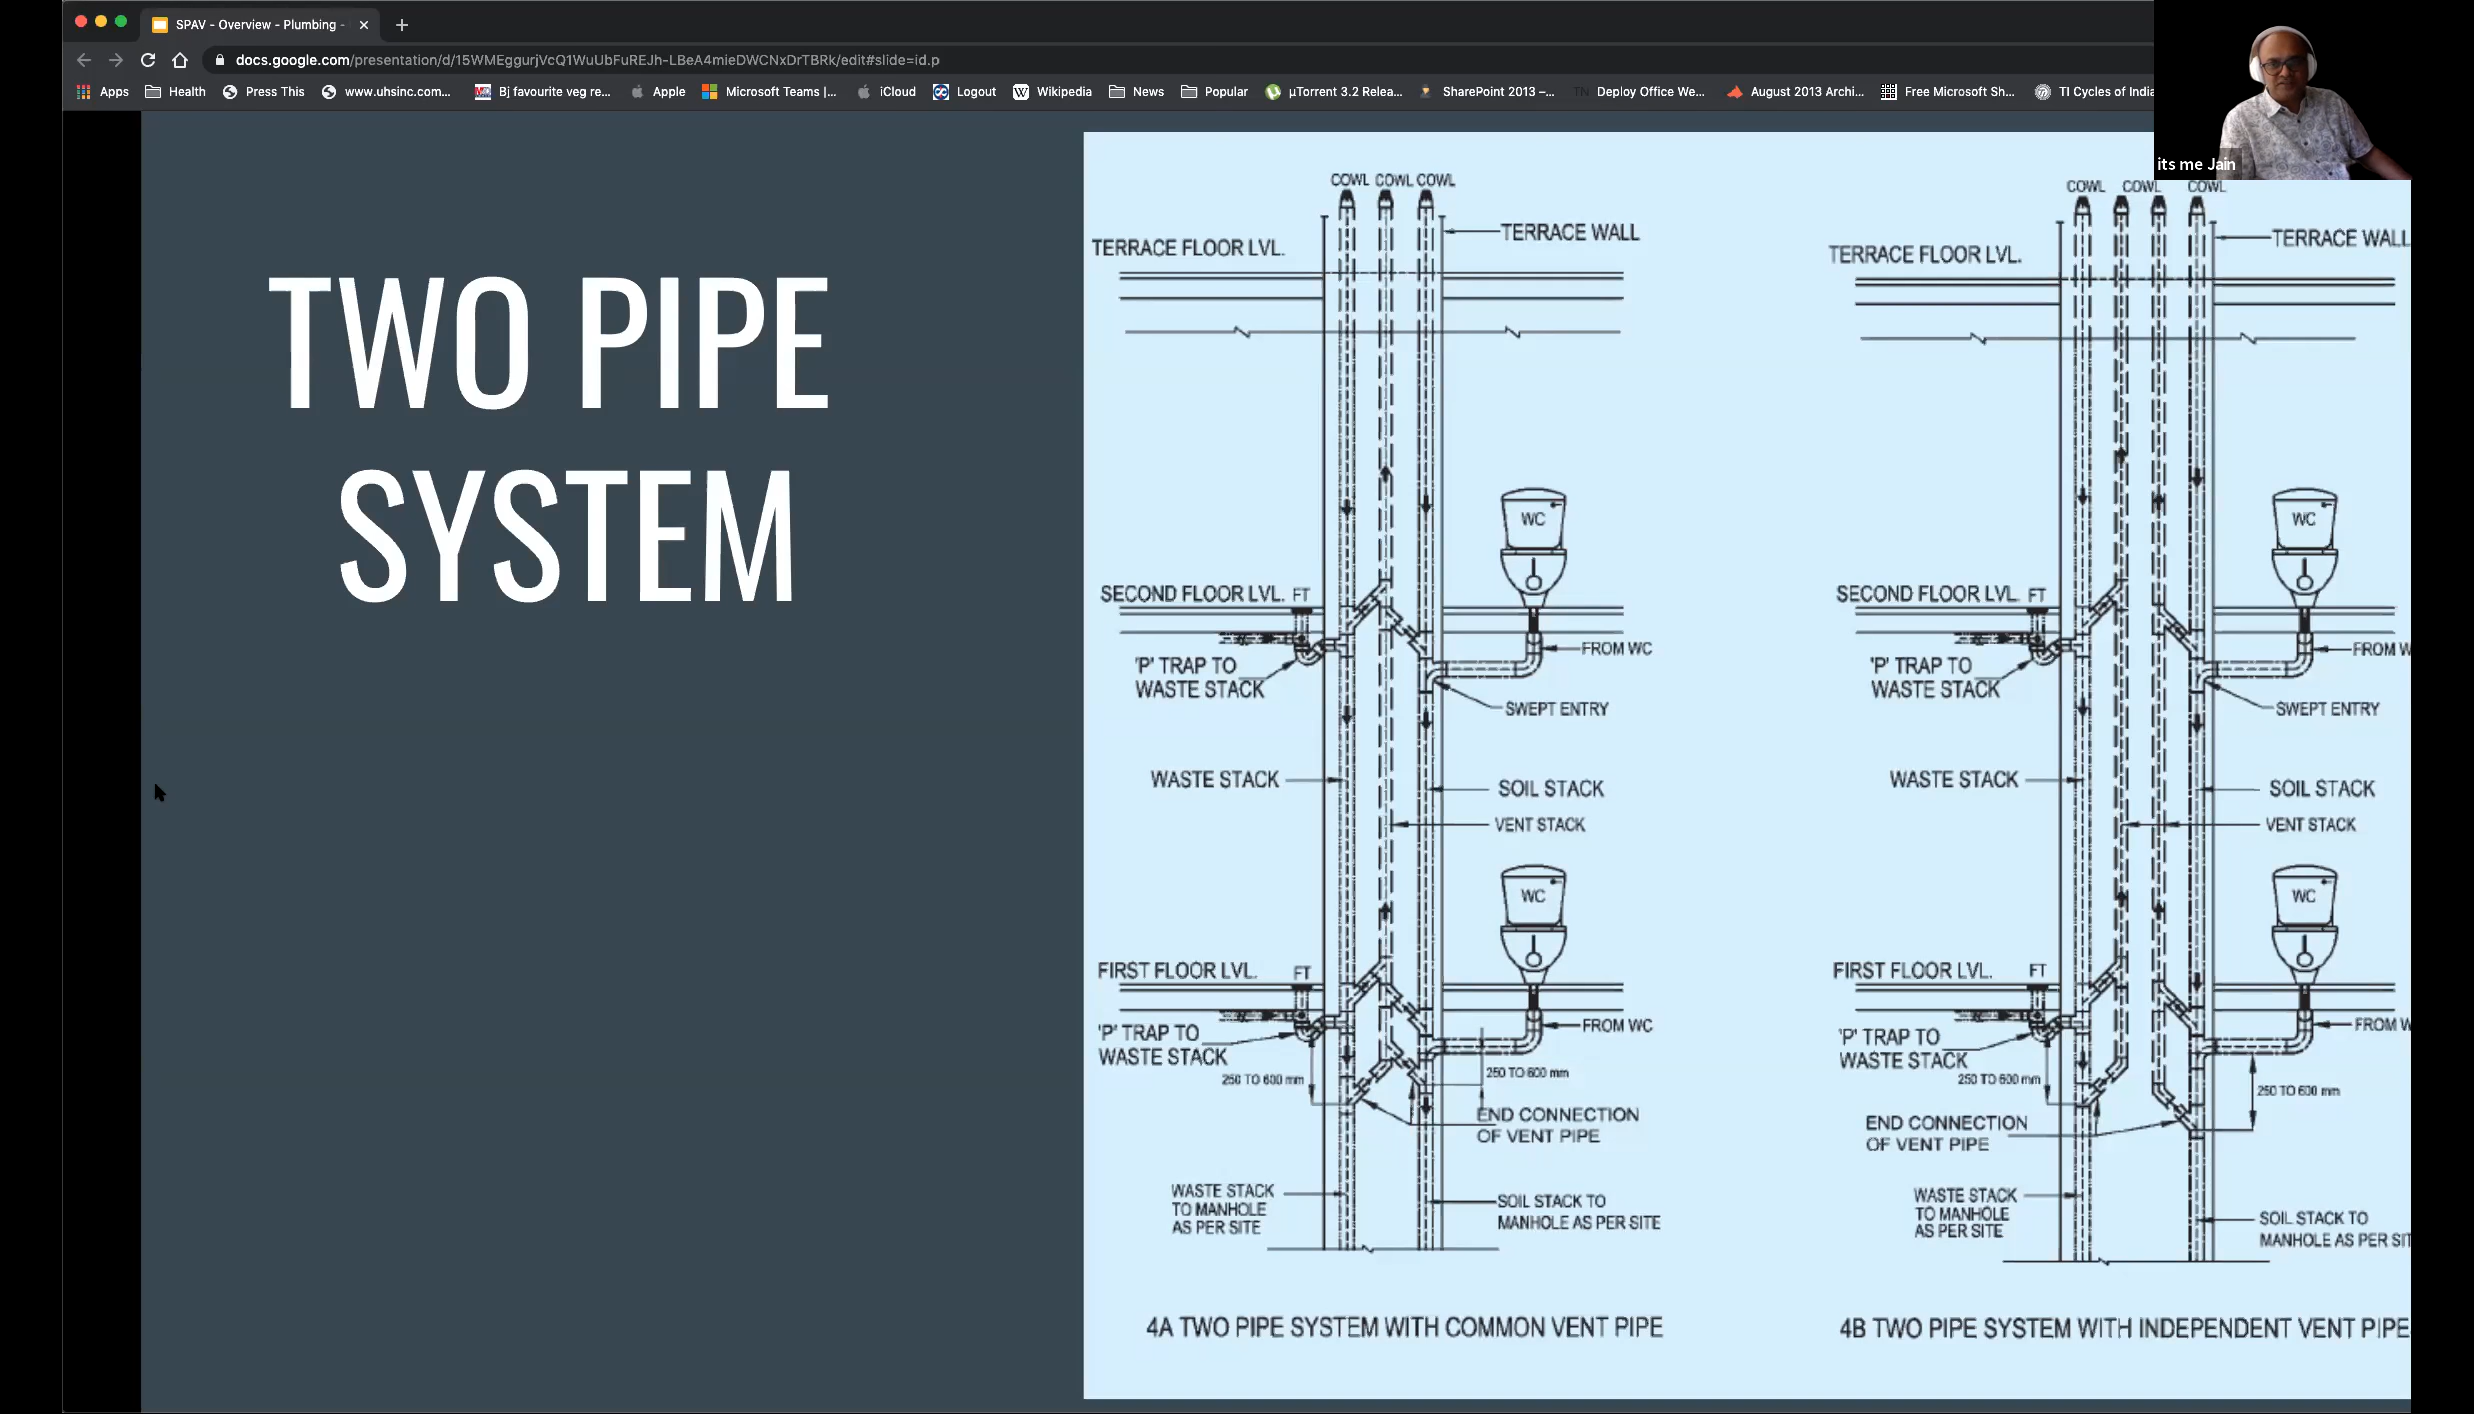 SPAV - Overview - Plumbing -
docs.google.com/presentation/d/15WMEggurjVcQ1WuUbFuREJh-LBeA4mieDWCNxDrTBRk/edit#slide=id.p
Apps Health Press This www.uhsinc.com... Bj favourite veg re... Apple Microsoft Teams |... iCloud Logout Wikipedia News Popular µTorrent 3.2 Relea... SharePoint 2013 –... TN Deploy Office We... August 2013 Archi... Free Microsoft Sh... TI Cycles of India
its me Jain
TWO PIPE
SYSTEM
COWL COWL COWL
TERRACE WALL
TERRACE FLOOR LVL.
WC
SECOND FLOOR LVL. FT
FROM WC
'P' TRAP TO
WASTE STACK
SWEPT ENTRY
WASTE STACK
SOIL STACK
VENT STACK
WC
FIRST FLOOR LVL. FT
FROM WC
'P' TRAP TO
WASTE STACK
250 TO 600 mm
250 TO 600 mm
END CONNECTION
OF VENT PIPE
WASTE STACK
TO MANHOLE
AS PER SITE
SOIL STACK TO
MANHOLE AS PER SITE
4A TWO PIPE SYSTEM WITH COMMON VENT PIPE
COWL COWL COWL
TERRACE WALL
TERRACE FLOOR LVL.
WC
SECOND FLOOR LVL. FT
FROM W
'P' TRAP TO
WASTE STACK
SWEPT ENTRY
WASTE STACK
SOIL STACK
VENT STACK
WC
FIRST FLOOR LVL. FT
FROM W
'P' TRAP TO
WASTE STACK
250 TO 600 mm
250 TO 600 mm
END CONNECTION
OF VENT PIPE
WASTE STACK
TO MANHOLE
AS PER SITE
SOIL STACK TO
MANHOLE AS PER SIT
4B TWO PIPE SYSTEM WITH INDEPENDENT VENT PIPE